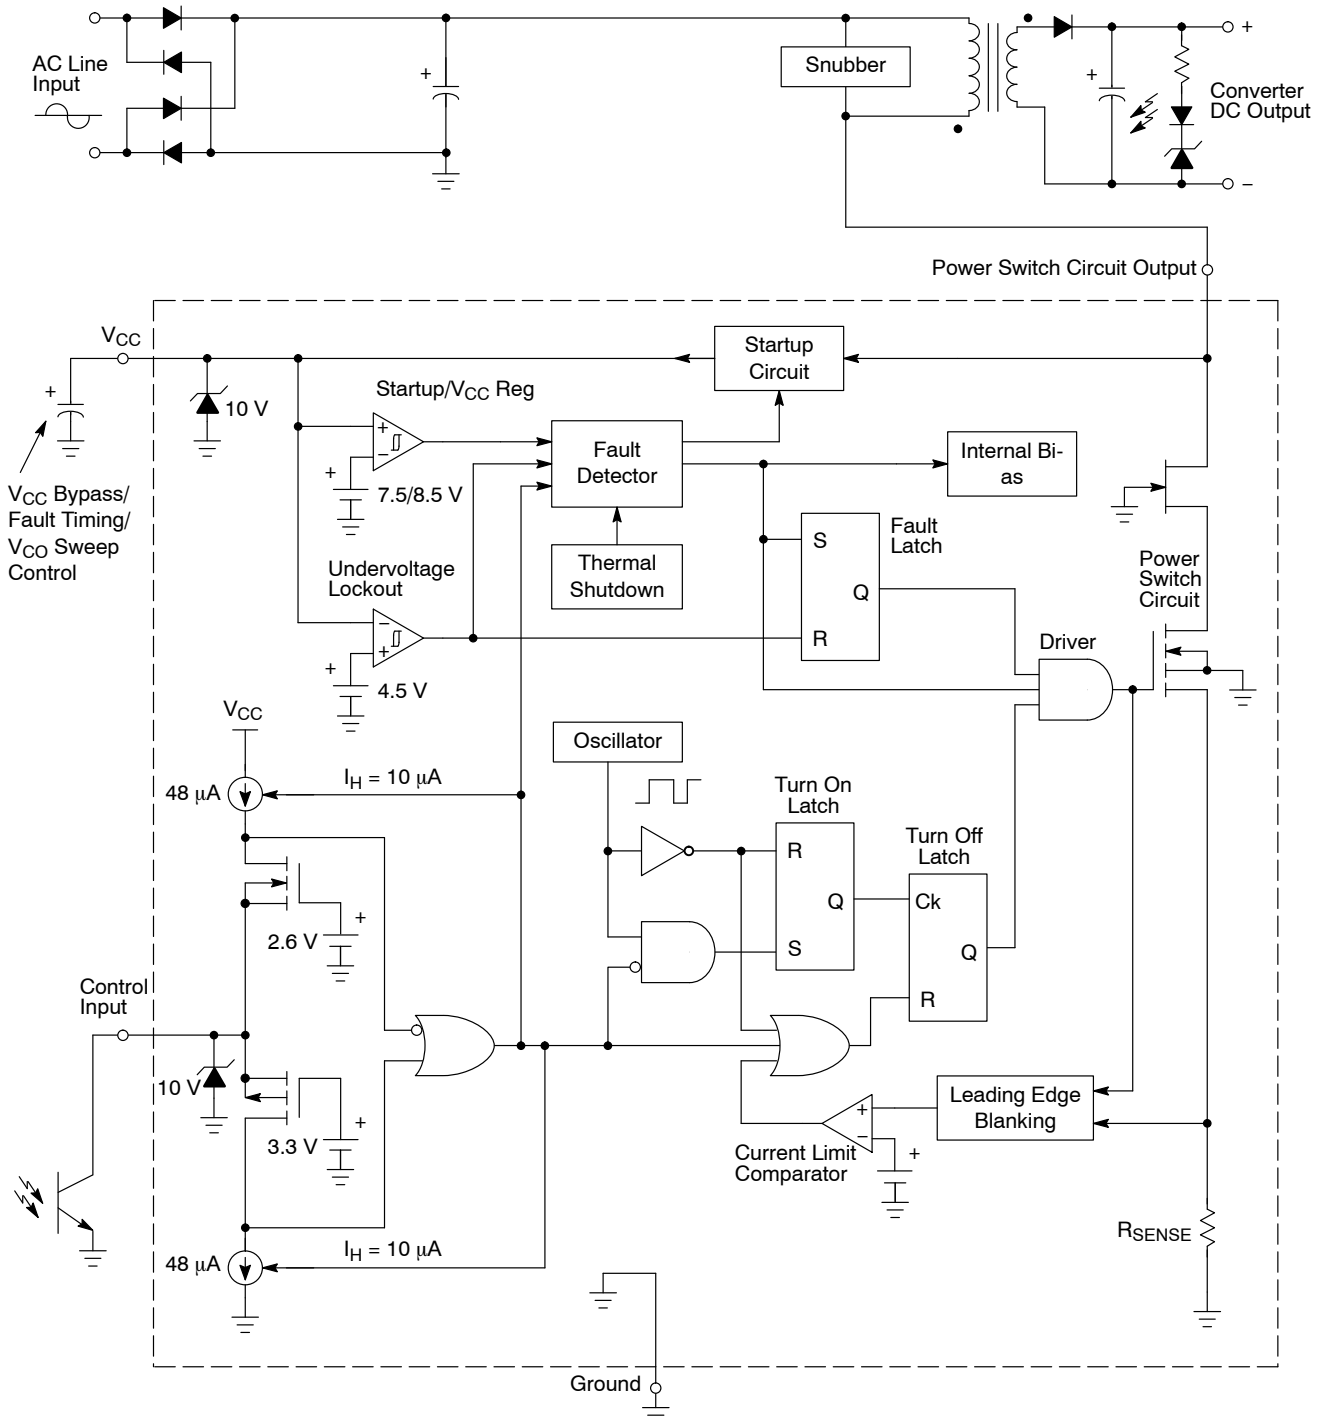 AC Line
Input
+
Snubber
+
+
Converter
DC Output
−
Power Switch Circuit Output
VCC
Startup
Circuit
+
10 V
Startup/VCC Reg
+
−
+
7.5/8.5 V
Fault
Detector
Internal Bi-
as
VCC Bypass/
Fault Timing/
VCO Sweep
Control
Thermal
Shutdown
Fault
Latch
S
Q
R
Undervoltage
Lockout
−
+
+
4.5 V
Power
Switch
Circuit
Driver
VCC
Oscillator
48 µA
IH = 10 µA
Turn On
Latch
R
Q
S
Turn Off
Latch
Ck
Q
R
+
2.6 V
Control
Input
10 V
+
3.3 V
Leading Edge
Blanking
+
−
+
Current Limit
Comparator
RSENSE
48 µA
IH = 10 µA
Ground